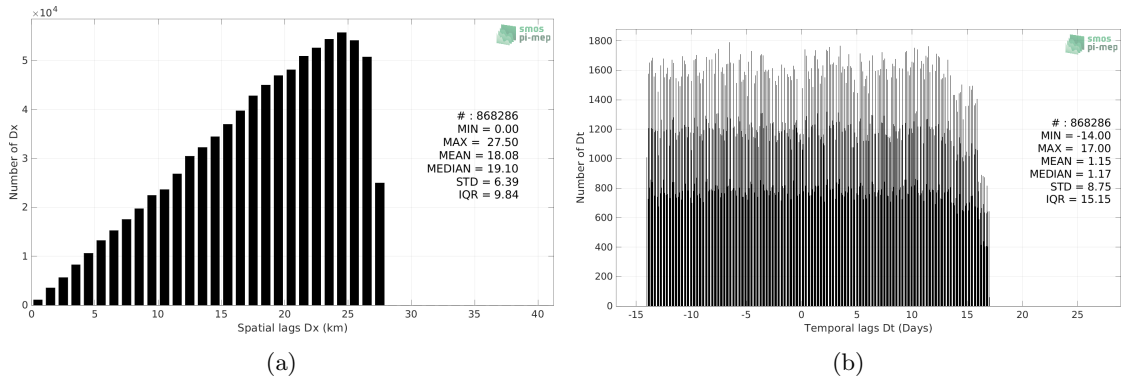 ×10⁴
smos
pi-mep
5
4
3
2
1
0
Number of Dx
# : 868286
MIN = 0.00
MAX = 27.50
MEAN = 18.08
MEDIAN = 19.10
STD = 6.39
IQR = 9.84
0 5 10 15 20 25 30 35 40
Spatial lags Dx (km)
(a)
smos
pi-mep
1800
1600
1400
1200
1000
800
600
400
200
0
Number of Dt
# : 868286
MIN = -14.00
MAX = 17.00
MEAN = 1.15
MEDIAN = 1.17
STD = 8.75
IQR = 15.15
-15 -10 -5 0 5 10 15 20 25
Temporal lags Dt (Days)
(b)